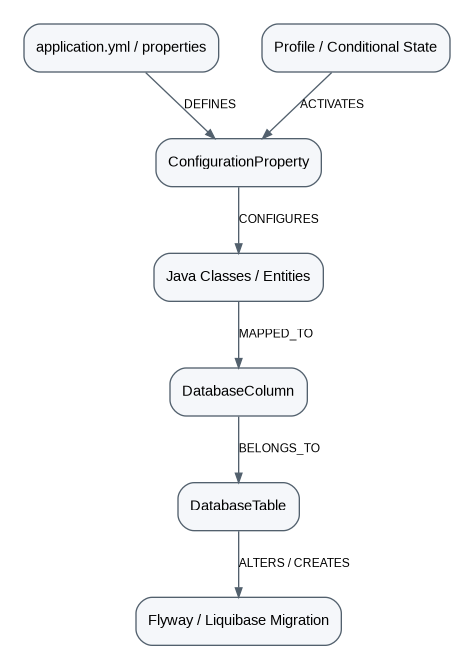 application.yml / properties
Profile / Conditional State
DEFINES
ACTIVATES
ConfigurationProperty
CONFIGURES
Java Classes / Entities
MAPPED_TO
DatabaseColumn
BELONGS_TO
DatabaseTable
ALTERS / CREATES
Flyway / Liquibase Migration